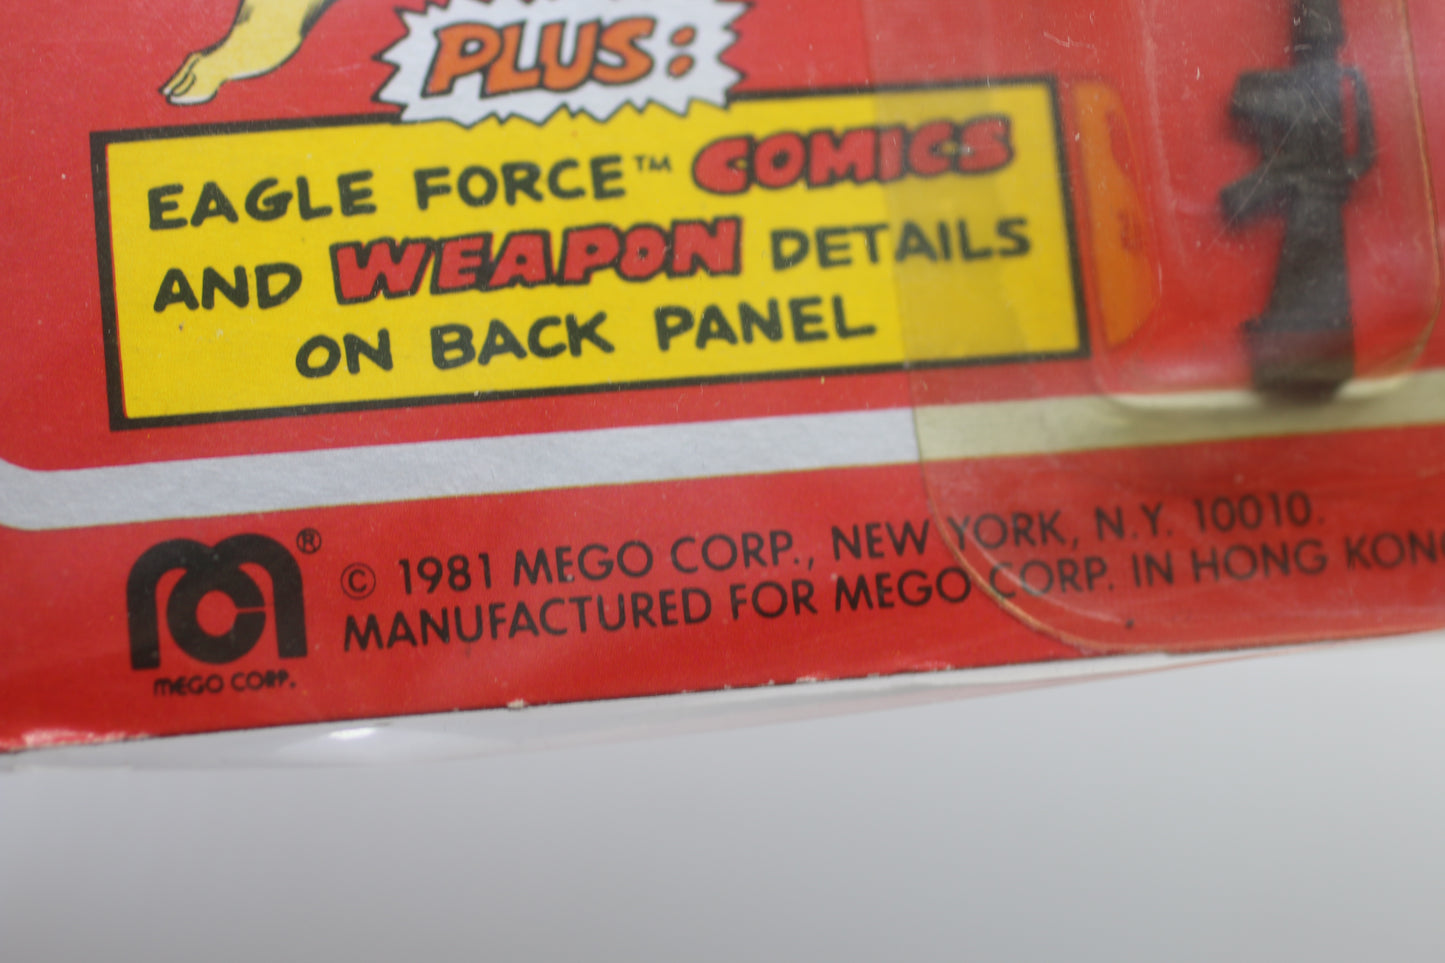 PLUS:
EAGLE FORCE™ COMICS
AND WEAPON DETAILS
ON BACK PANEL
® © 1981 MEGO CORP., NEW YORK, N.Y. 10010.
MANUFACTURED FOR MEGO CORP. IN HONG KONG
MEGO CORP.